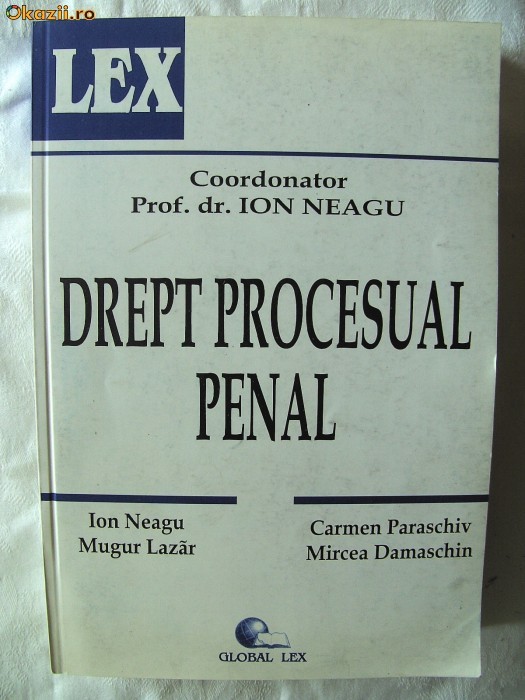 Okazii.ro
LEX
Coordonator
Prof. dr. ION NEAGU
DREPT PROCESUAL
PENAL
Ion Neagu
Mugur Lazãr
Carmen Paraschiv
Mircea Damaschin
GLOBAL LEX